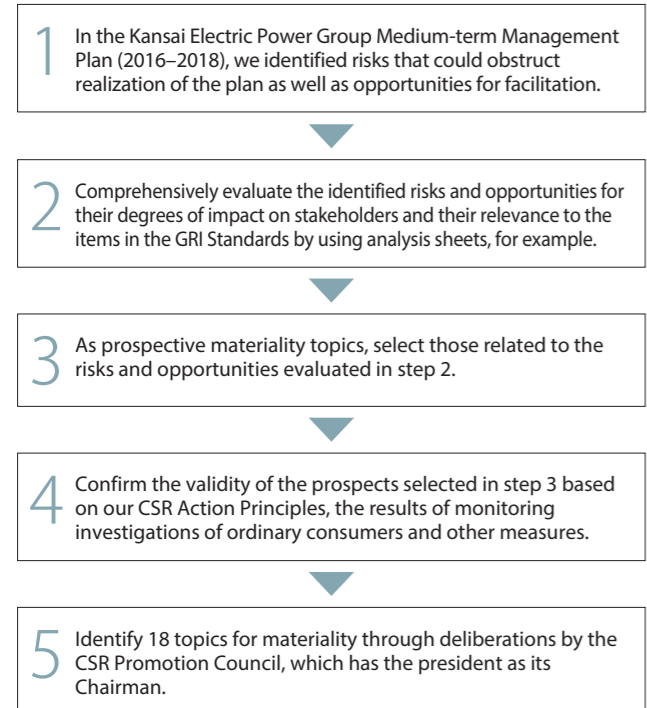 1
In the Kansai Electric Power Group Medium-term Management
Plan (2016–2018), we identified risks that could obstruct
realization of the plan as well as opportunities for facilitation.
2
Comprehensively evaluate the identified risks and opportunities for
their degrees of impact on stakeholders and their relevance to the
items in the GRI Standards by using analysis sheets, for example.
3
As prospective materiality topics, select those related to the
risks and opportunities evaluated in step 2.
4
Confirm the validity of the prospects selected in step 3 based
on our CSR Action Principles, the results of monitoring
investigations of ordinary consumers and other measures.
5
Identify 18 topics for materiality through deliberations by the
CSR Promotion Council, which has the president as its
Chairman.